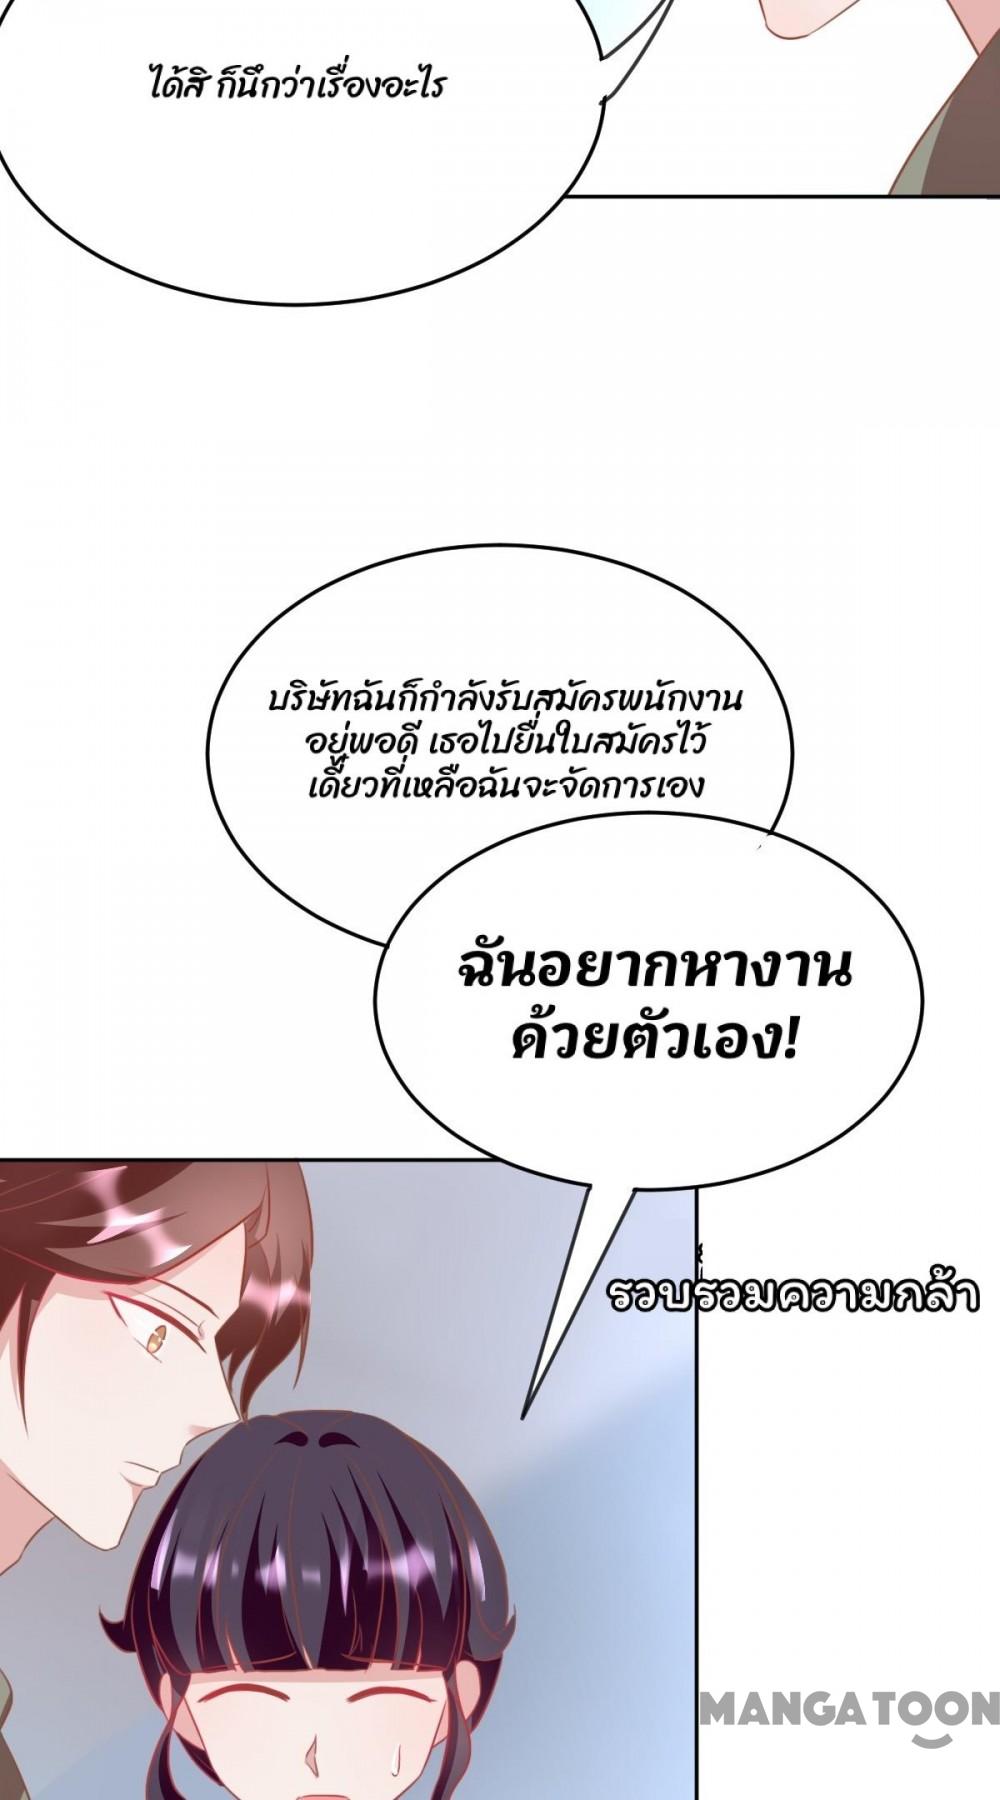 ได้สิ ก็นึกว่าเรื่องอะไร
บริษัทฉันก็กำลังรับสมัครพนักงาน
อยู่พอดี เธอไปยื่นใบสมัครไว้
เดี๋ยวที่เหลือฉันจะจัดการเอง
ฉันอยากหางาน
ด้วยตัวเอง!
รวบรวมความกล้า
MANGATOON